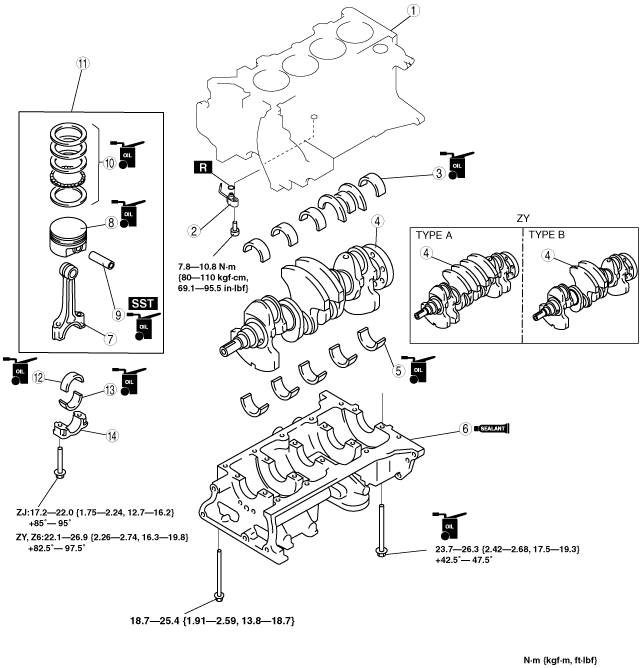 1
11
OIL
10
R
OIL
3
2
8
OIL
4
ZY
TYPE A
TYPE B
4
4
7.8—10.8 N·m
{80—110 kgf·cm,
69.1—95.5 in·lbf}
9
SST
OIL
7
OIL
12
OIL
13
OIL
5
14
6
SEALANT
ZJ:17.2—22.0 {1.75—2.24, 12.7—16.2}
+85°— 95°
ZY, Z6:22.1—26.9 {2.26—2.74, 16.3—19.8}
+82.5°— 97.5°
OIL
23.7—26.3 {2.42—2.68, 17.5—19.3}
+42.5°— 47.5°
18.7—25.4 {1.91—2.59, 13.8—18.7}
N·m {kgf·m, ft·lbf}